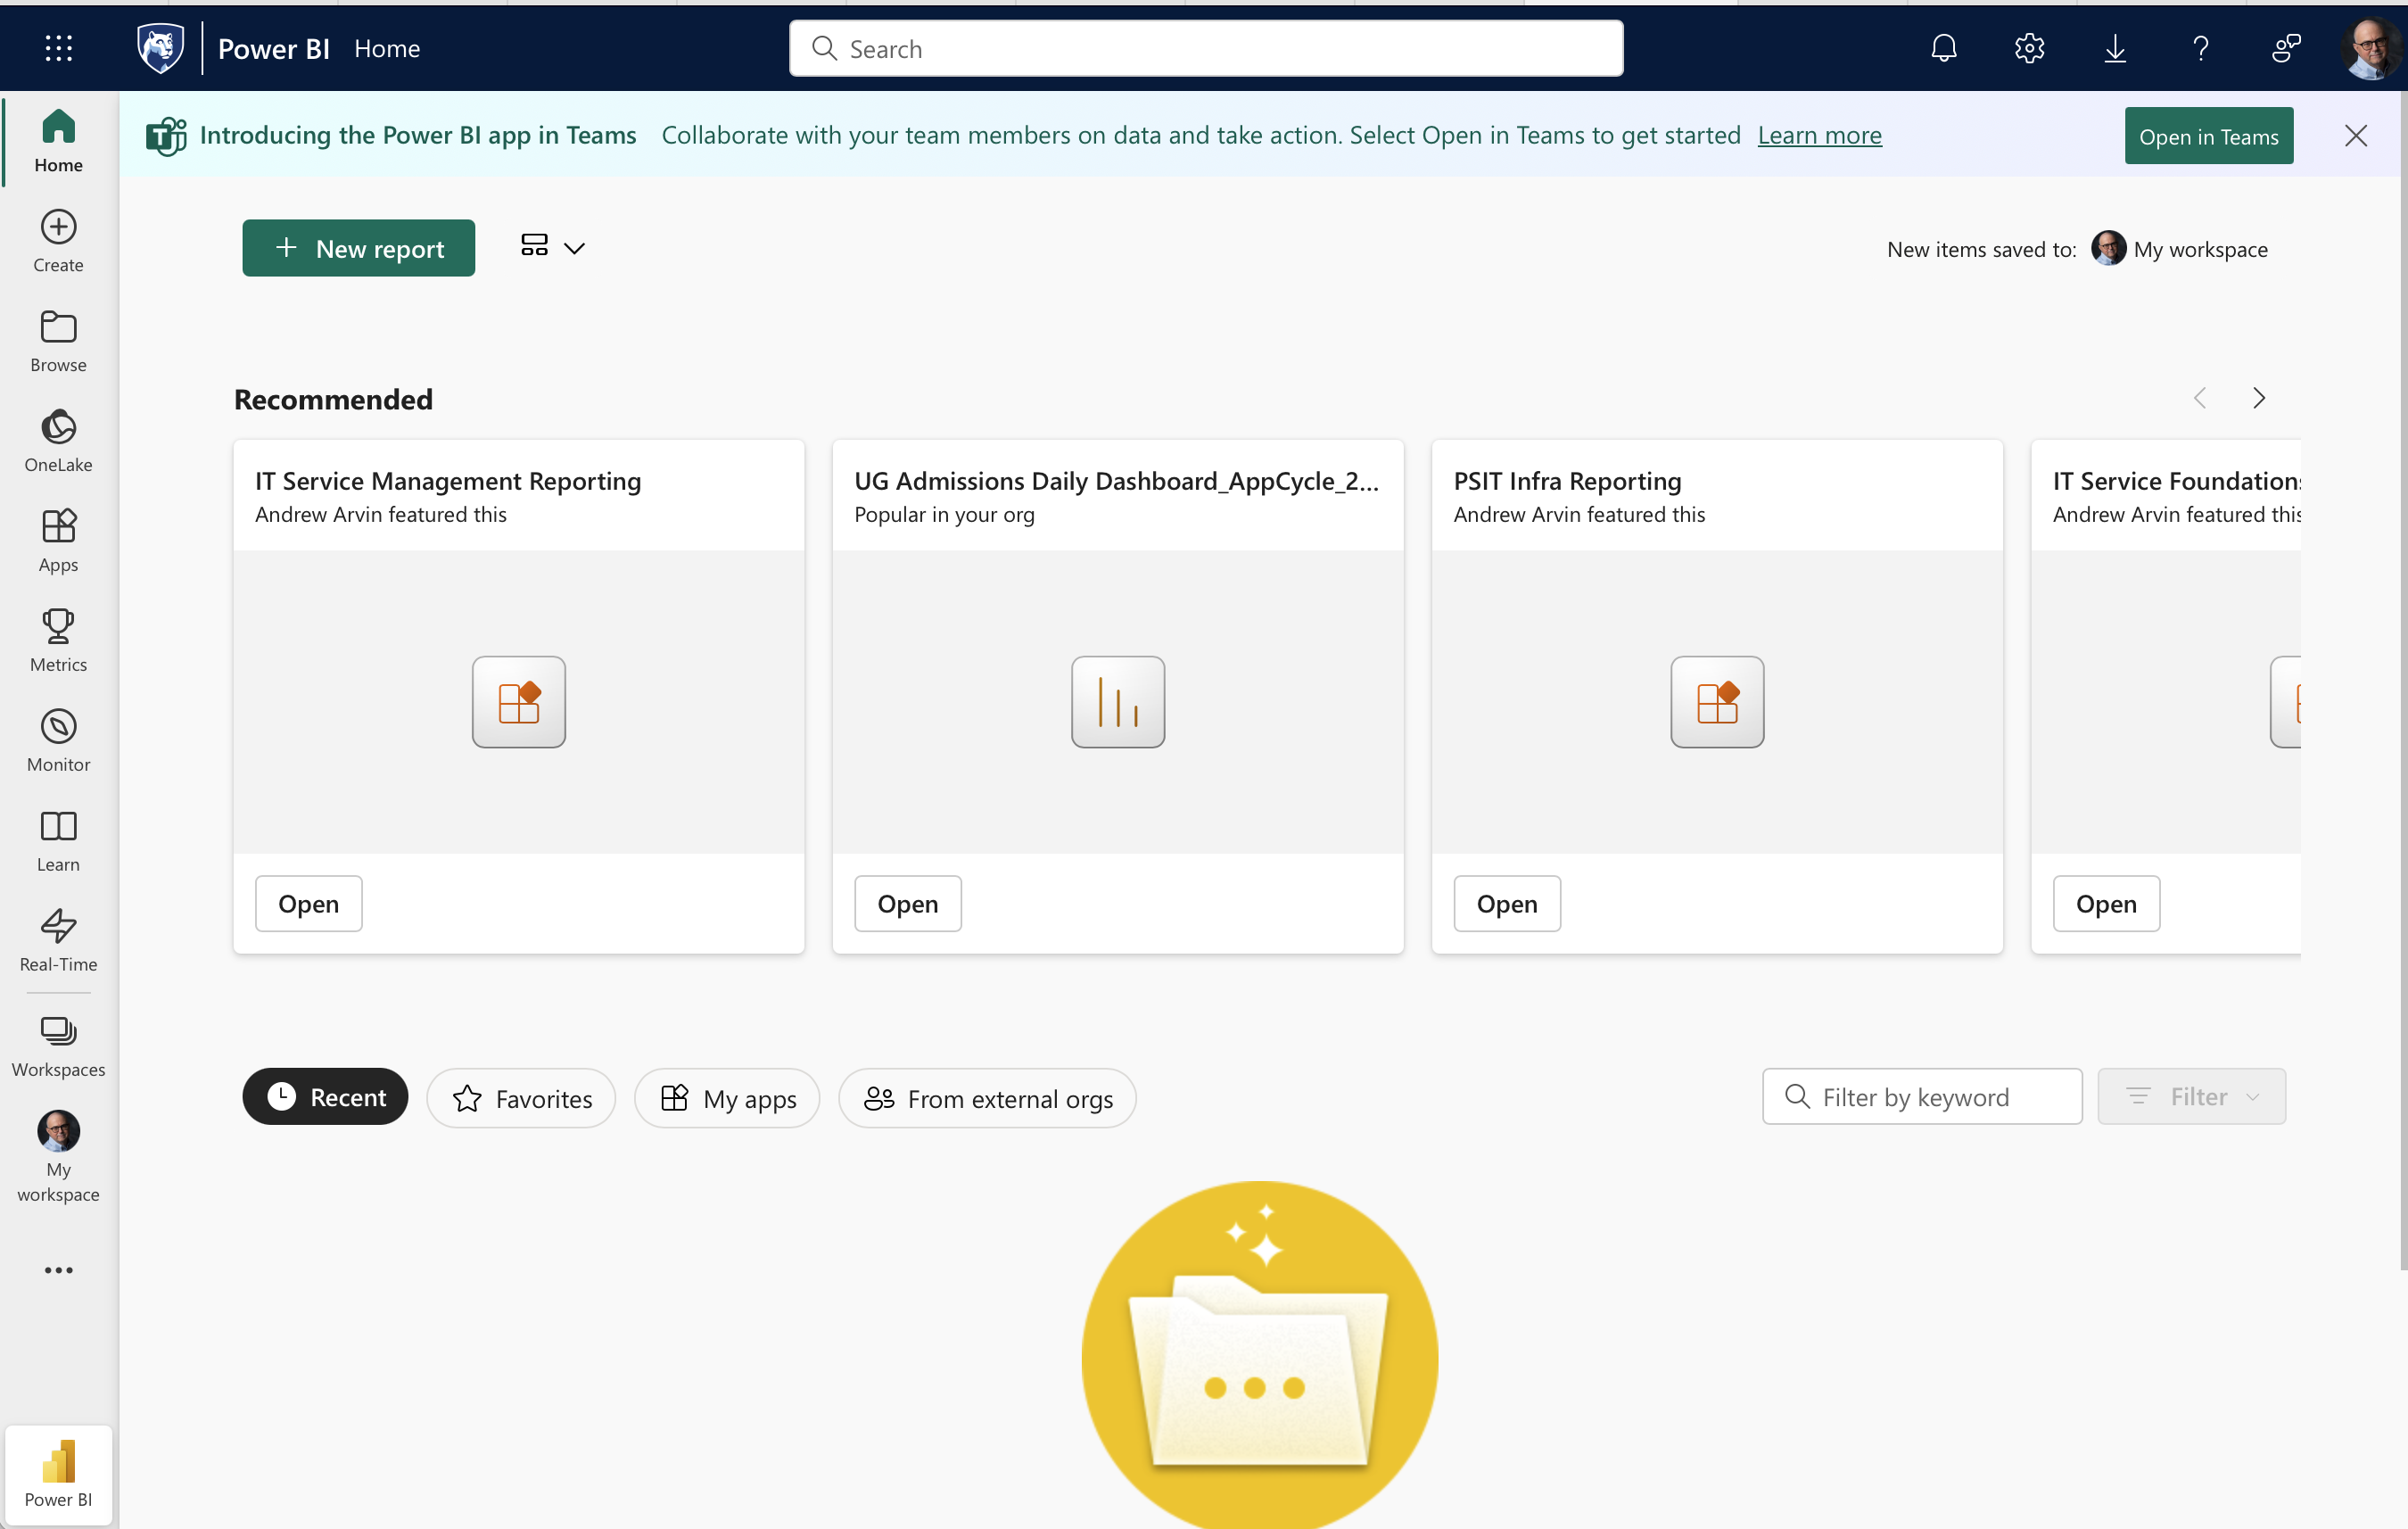 Power BI Home
Search
Introducing the Power BI app in Teams Collaborate with your team members on data and take action. Select Open in Teams to get started Learn more
Open in Teams
Home
Create
Browse
OneLake
Apps
Metrics
Monitor
Learn
Real-Time
Workspaces
My
workspace
Power BI
New report
New items saved to: My workspace
Recommended
IT Service Management Reporting
Andrew Arvin featured this
Open
UG Admissions Daily Dashboard_AppCycle_2...
Popular in your org
Open
PSIT Infra Reporting
Andrew Arvin featured this
Open
IT Service Foundations
Andrew Arvin featured this
Open
Recent
Favorites
My apps
From external orgs
Filter by keyword
Filter